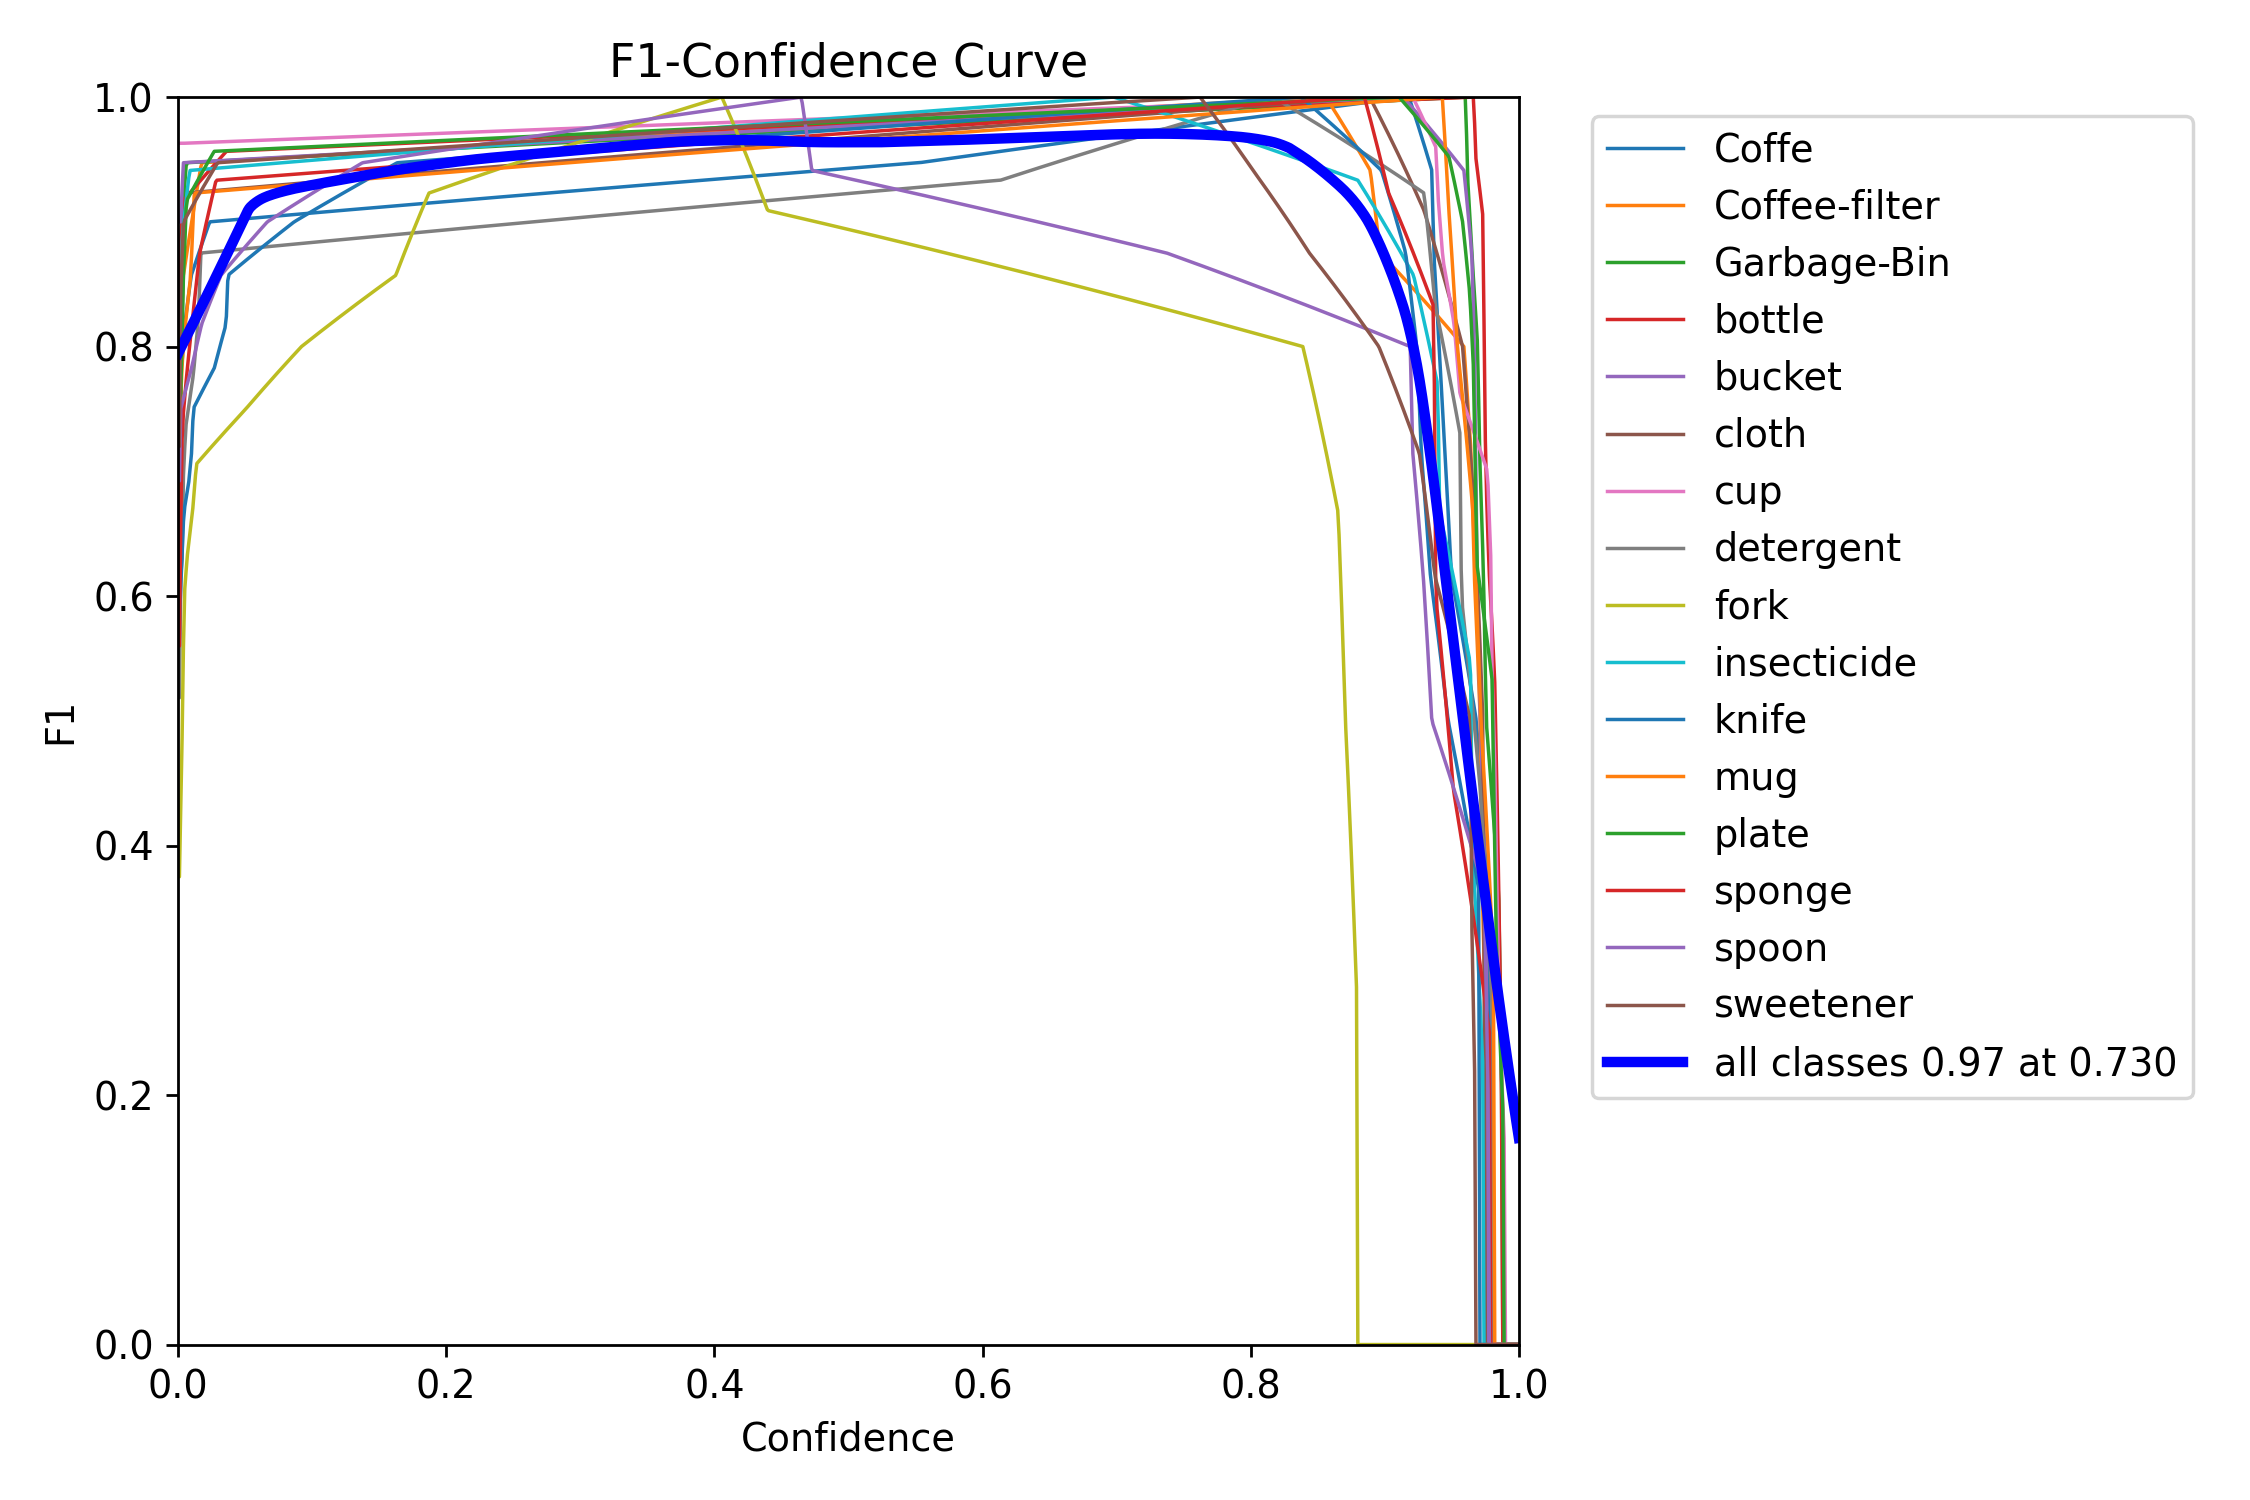 F1-Confidence Curve
1.0
0.8
0.6
0.4
0.2
0.0
F1
0.0 0.2 0.4 0.6 0.8 1.0
Confidence
Coffe
Coffee-filter
Garbage-Bin
bottle
bucket
cloth
cup
detergent
fork
insecticide
knife
mug
plate
sponge
spoon
sweetener
all classes 0.97 at 0.730